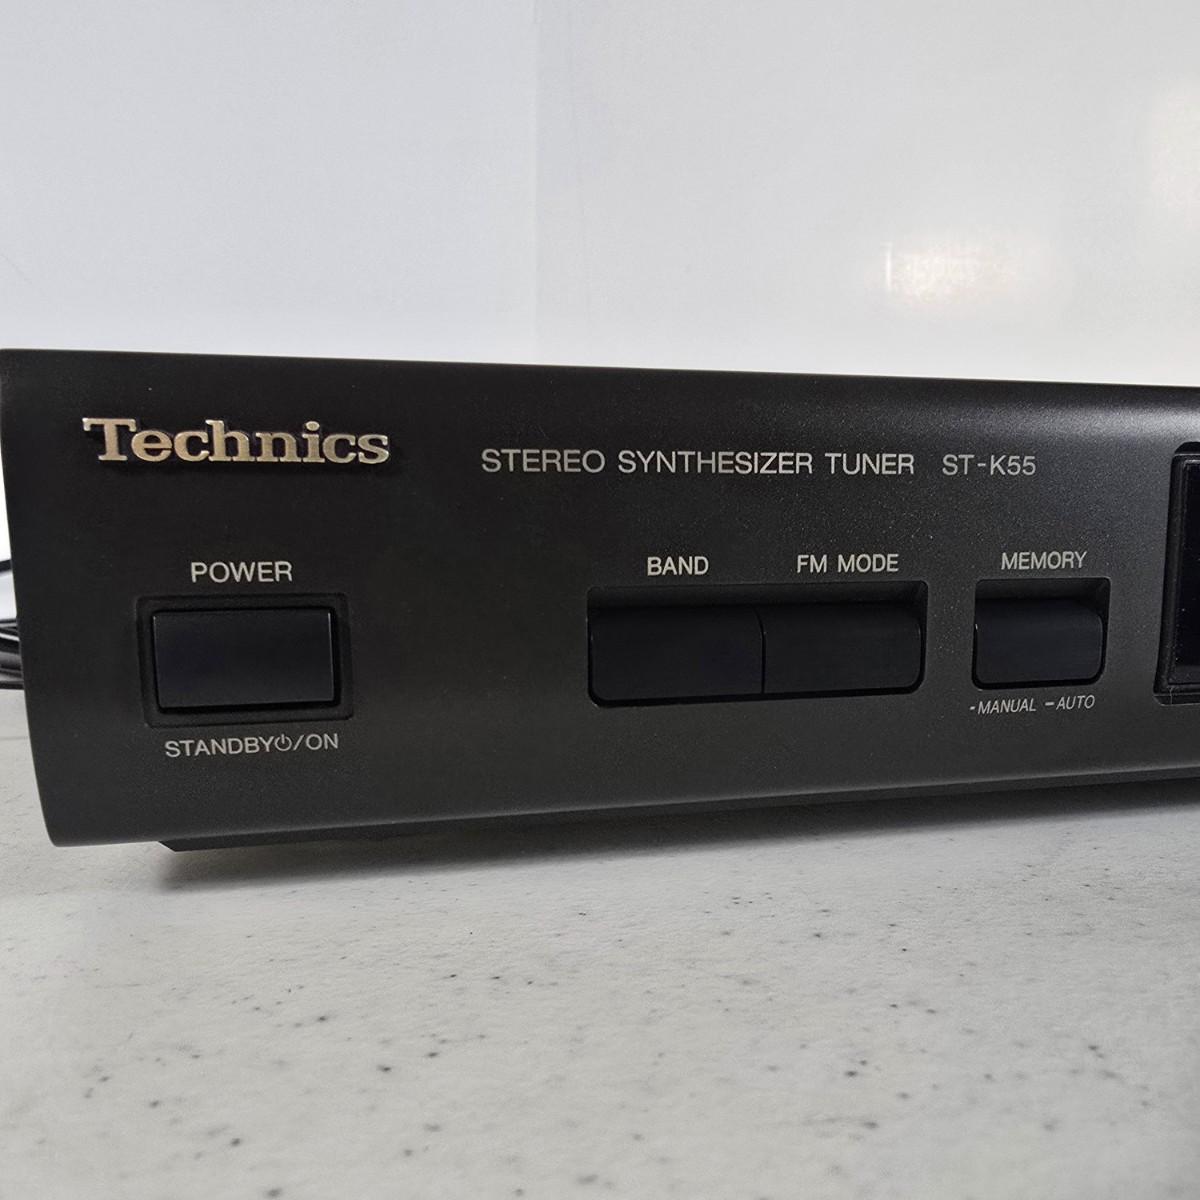 Technics
STEREO SYNTHESIZER TUNER ST-K55
POWER
STANDBY⏻/ON
BAND
FM MODE
MEMORY
-MANUAL —AUTO